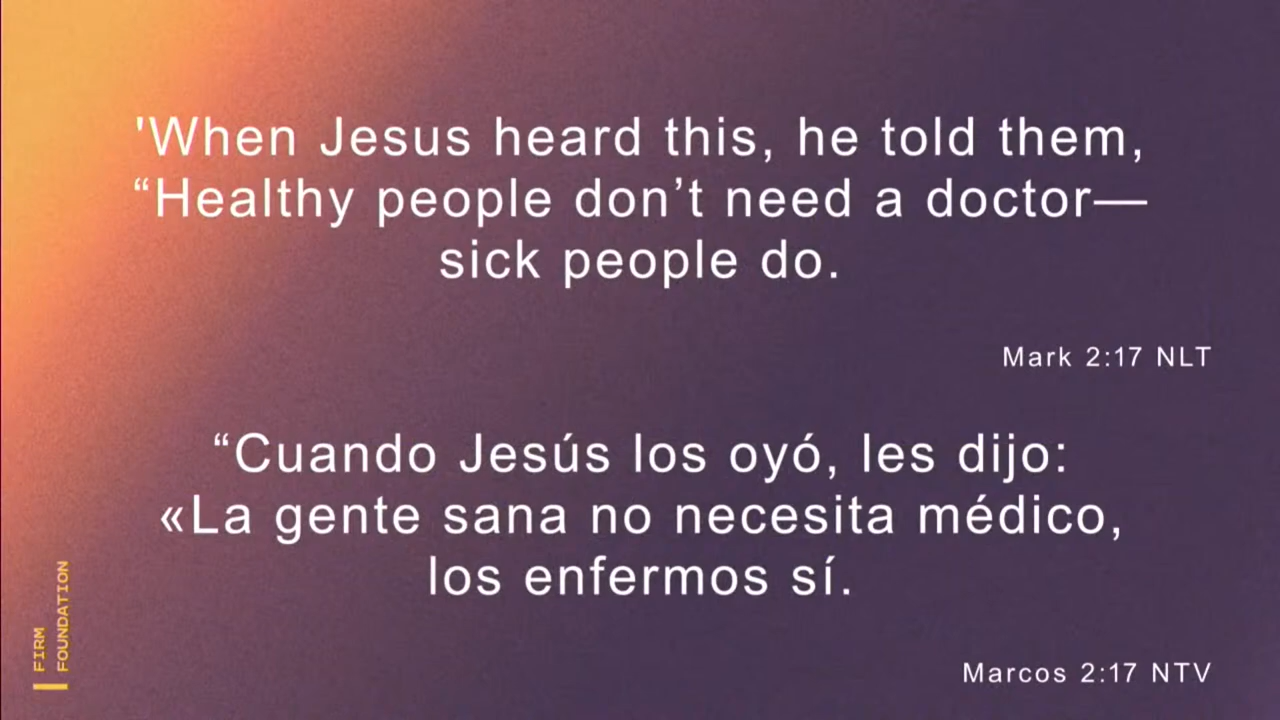 'When Jesus heard this, he told them,
“Healthy people don’t need a doctor—
sick people do.
Mark 2:17 NLT
“Cuando Jesús los oyó, les dijo:
«La gente sana no necesita médico,
los enfermos sí.
Marcos 2:17 NTV
FIRM
FOUNDATION